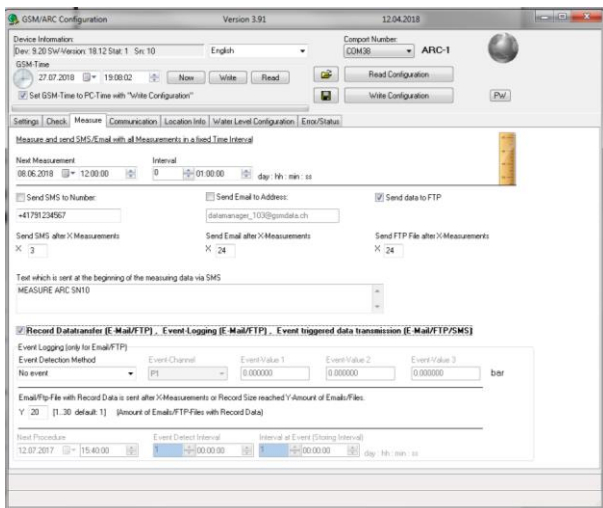 GSM/ARC Configuration Version 3.91 12.04.2018
Device Information:
Dev: 9.20 SW-Version: 18.12 Stat: 1 Sn: 10 English
Comport Number:
COM38 ARC-1
GSM-Time
27.07.2018 19:08:02 Now Write Read
Read Configuration
Set GSM-Time to PC-Time with "Write Configuration"
Write Configuration PW
Settings Check Measure Communication Location Info Water Level Configuration Error/Status
Measure and send SMS/Email with all Measurements in a fixed Time Interval
Next Measurement Interval
08.06.2018 12:00:00 0 01:00:00 day : hh : min : ss
Send SMS to Number: Send Email to Address: Send data to FTP
+41791234567 datamanager_103@gsmdata.ch
Send SMS after X-Measurements Send Email after X-Measurements Send FTP File after X-Measurements
X 3 X 24 X 24
Text which is sent at the beginning of the measuring data via SMS
MEASURE ARC SN10
Record Datatransfer (E-Mail/FTP) , Event-Logging (E-Mail/FTP) , Event triggered data transmission (E-Mail/FTP/SMS)
Event Logging (only for Email/FTP)
Event Detection Method Event-Channel Event-Value 1 Event-Value 2 Event-Value 3
No event P1 0.000000 0.000000 0.000000 bar
Email/Ftp-File with Record Data is sent after X-Measurements or Record Size reached Y-Amount of Emails/Files.
Y 20 [1..30 default: 1] (Amount of Emails/FTP-Files with Record Data)
Next Procedure Event Detect Interval Interval at Event (Storing Interval)
12.07.2017 15:40:00 1 00:00:00 1 00:00:00 day : hh : min : ss